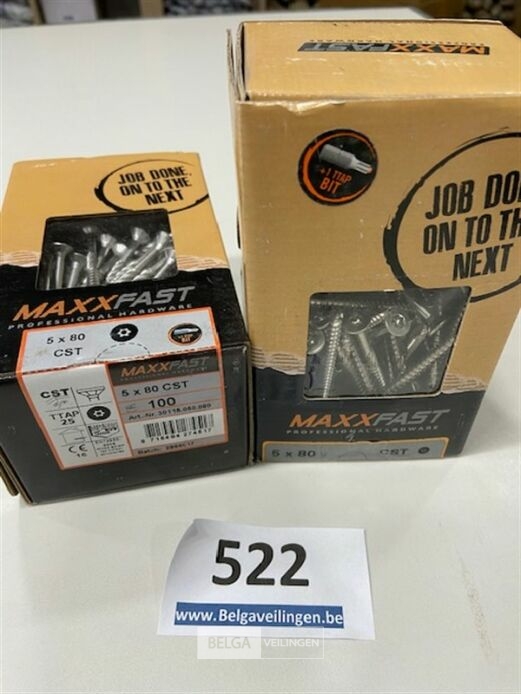 JOB DONE.
ON TO THE
NEXT
MAXXFAST
PROFESSIONAL HARDWARE
5 x 80
CST
MAXXFAST
CST
TTAP
25
5 x 80 CST
100
MAXXFAST
+1 TTAP
BIT
JOB DONE
ON TO TH
NEXT
MAXXFAST
PROFESSIONAL HARDWARE
5 x 80
CST
522
www.Belgaveilingen.be
BELGA VEILINGEN